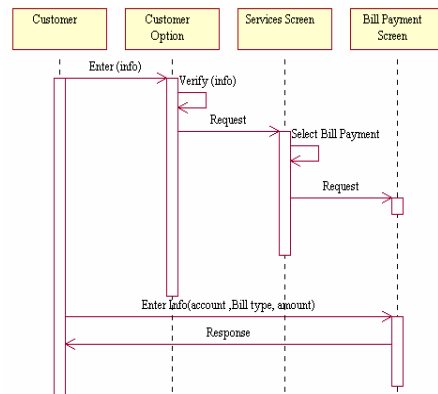 Customer
Customer
Option
Services Screen
Bill Payment
Screen
Enter (info)
Verify (info)
Request
Select Bill Payment
Request
Enter Info(account ,Bill type, amount)
Response